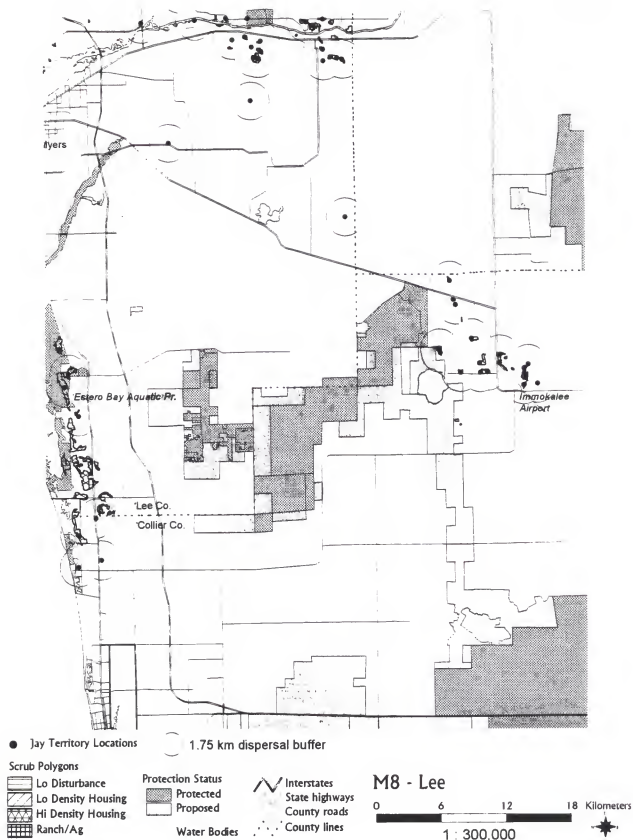 Myers
Estero Bay Aquatic Pr.
Immokalee
Airport
Lee Co.
Collier Co.
Jay Territory Locations
1.75 km dispersal buffer
Scrub Polygons
Lo Disturbance
Lo Density Housing
Hi Density Housing
Ranch/Ag
Protection Status
Protected
Proposed
Water Bodies
Interstates
State highways
County roads
County lines
M8 - Lee
0 6 12 18 Kilometers
1 : 300,000